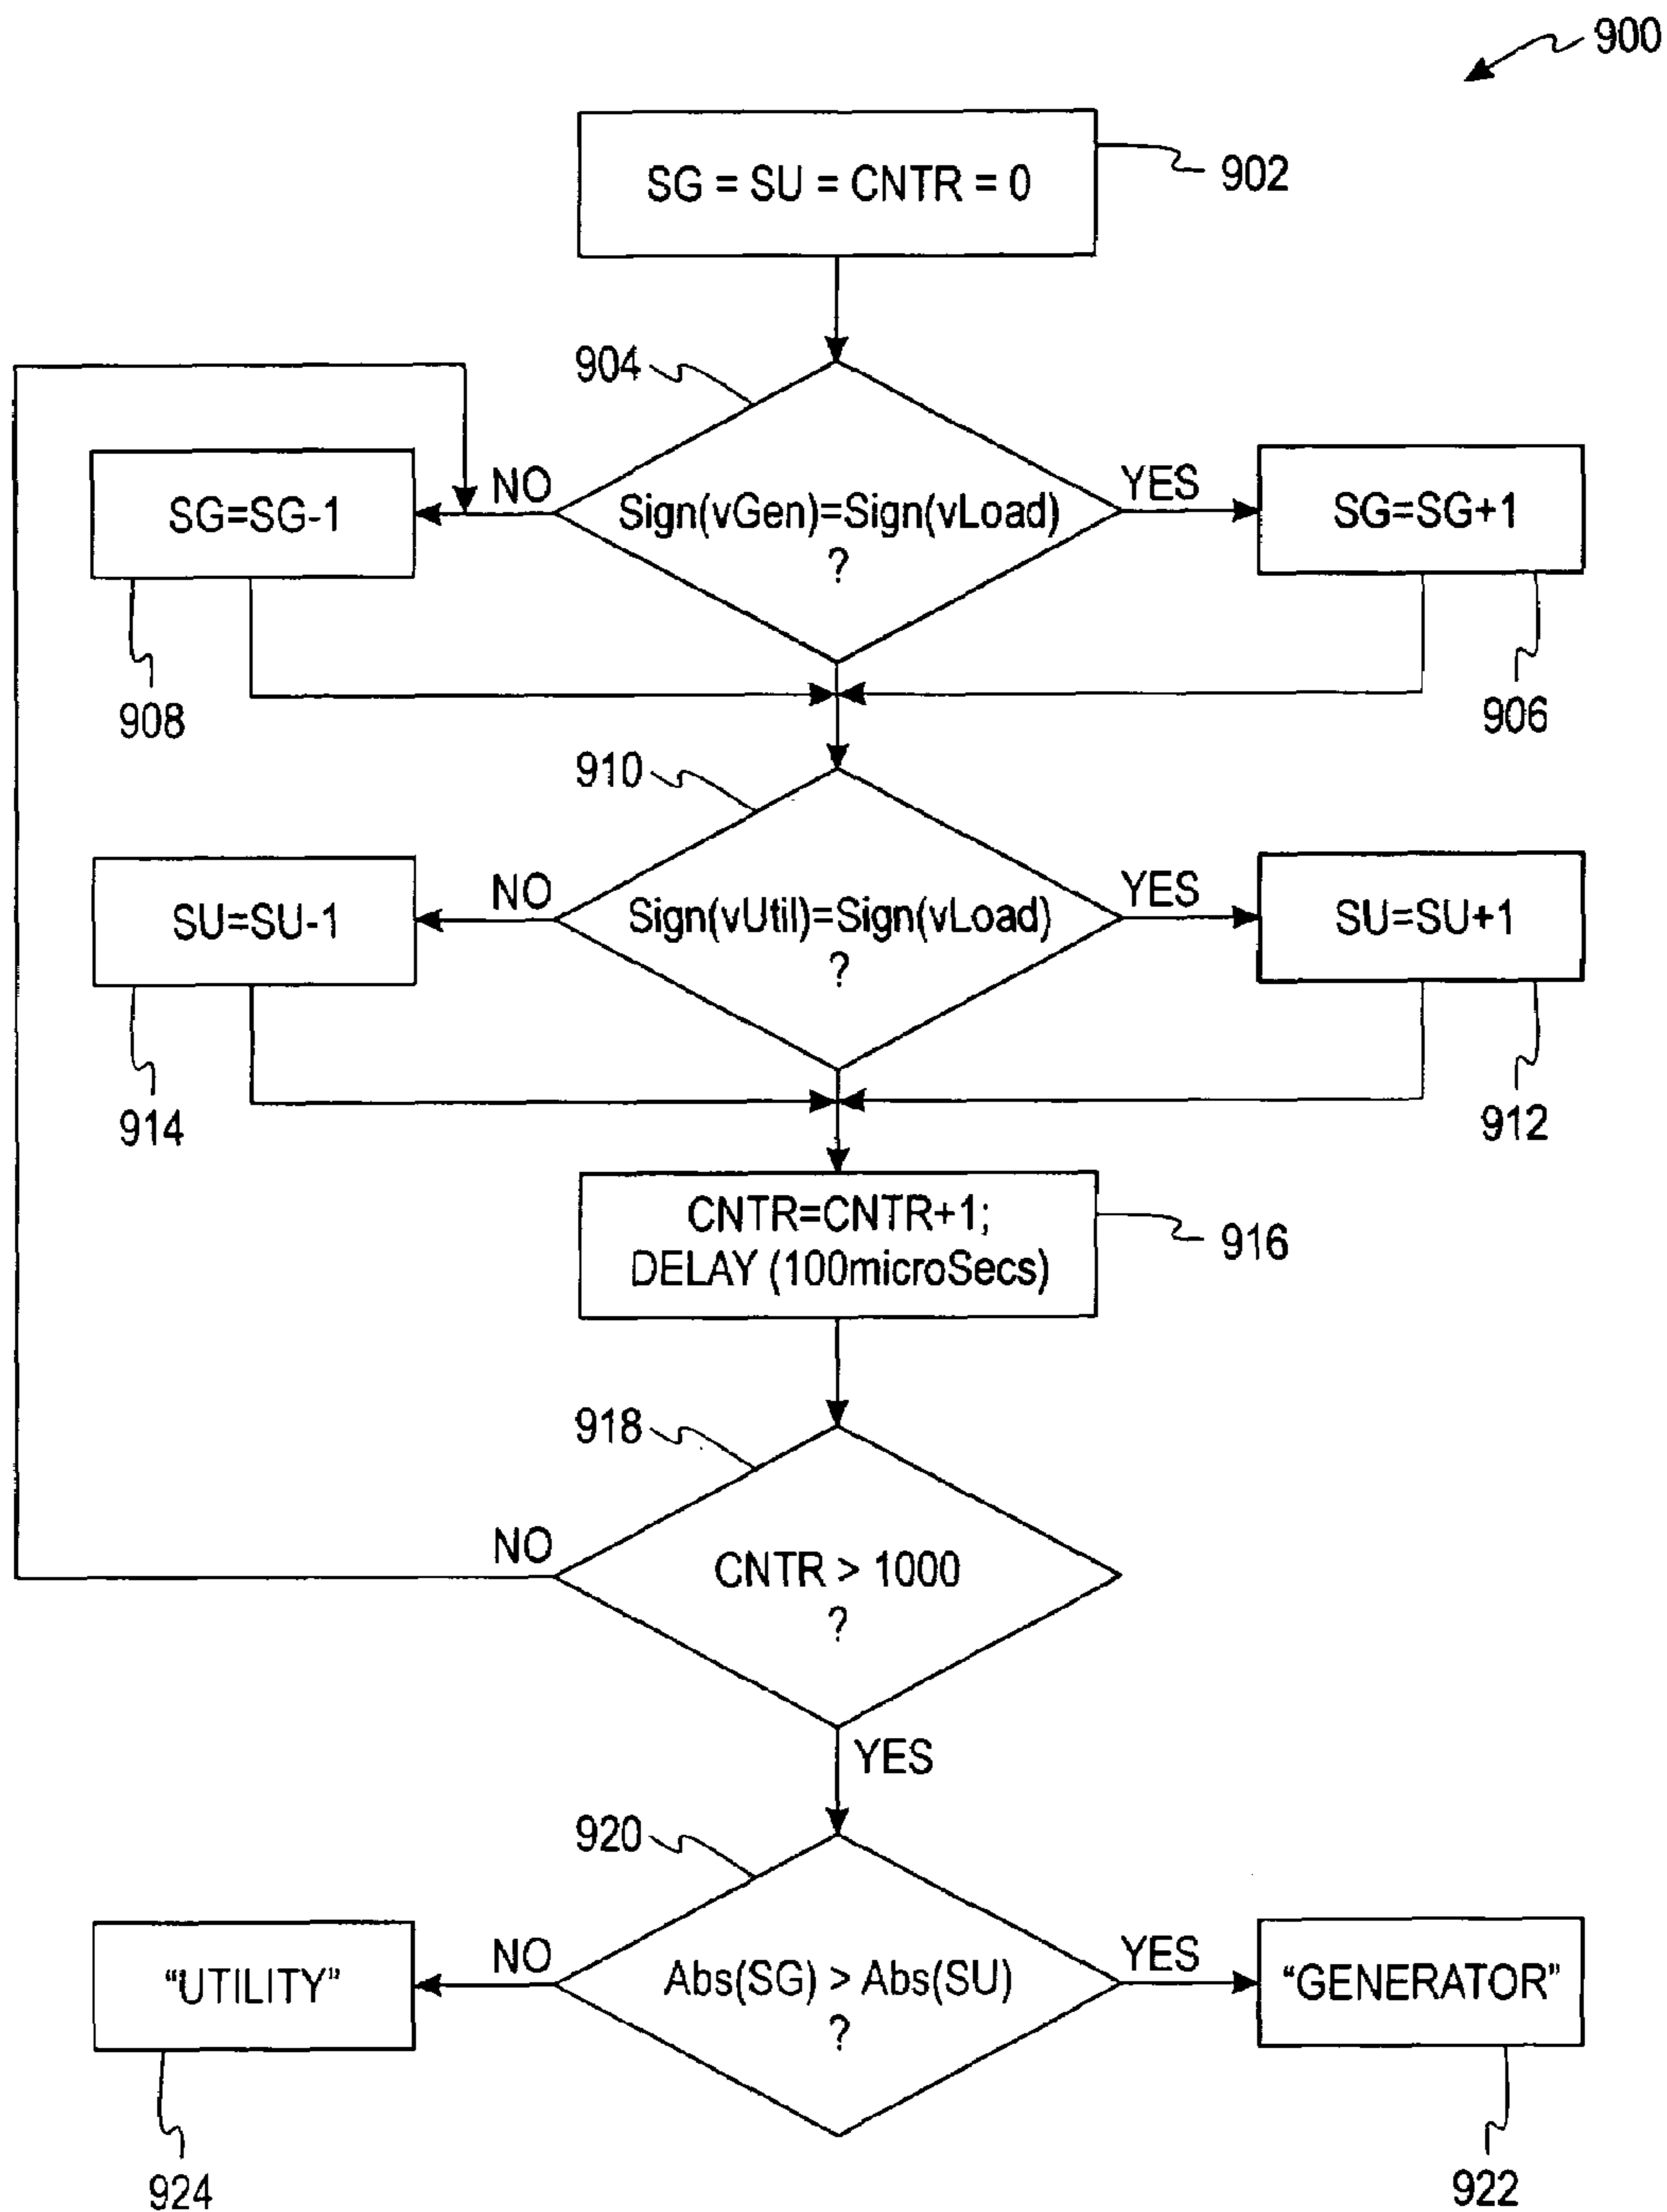 900
SG = SU = CNTR = 0
902
904
SG=SG-1
NO
Sign(vGen)=Sign(vLoad)
?
YES
SG=SG+1
908
906
910
SU=SU-1
NO
Sign(vUtil)=Sign(vLoad)
?
YES
SU=SU+1
914
912
CNTR=CNTR+1;
DELAY (100microSecs)
916
918
NO
CNTR > 1000
?
YES
920
"UTILITY"
NO
Abs(SG) > Abs(SU)
?
YES
"GENERATOR"
924
922